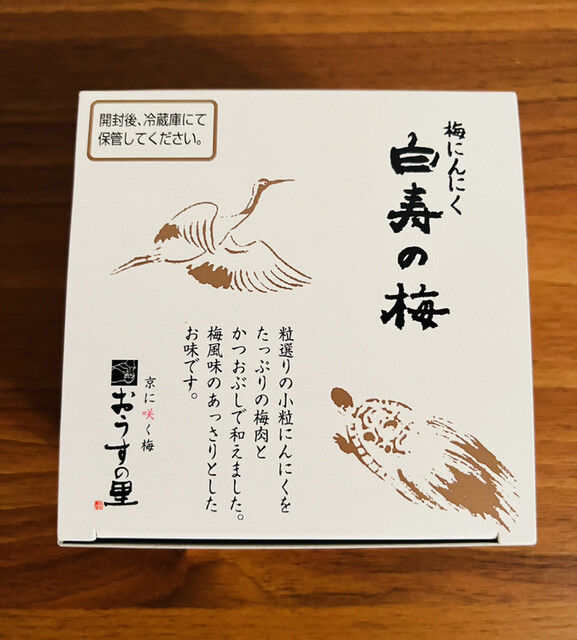 開封後、冷蔵庫にて
保管してください。
梅にんにく
白寿の梅
粒選りの小粒にんにくを
たっぷりの梅肉と
かつおぶしで和えました。
梅風味のあっさりとした
お味です。
京に咲く梅
おうすの里